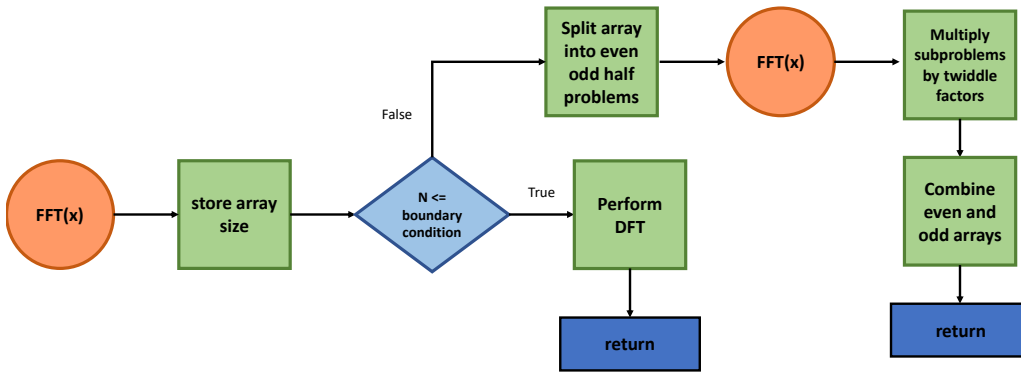 FFT(x)
store array
size
N <=
boundary
condition
False
True
Split array
into even
odd half
problems
FFT(x)
Multiply
subproblems
by twiddle
factors
Combine
even and
odd arrays
return
Perform
DFT
return